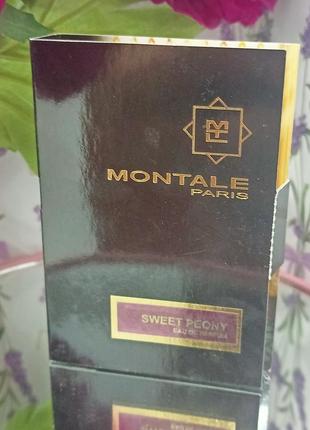 MONTALE
PARIS
SWEET PEONY
EAU DE PARFUM